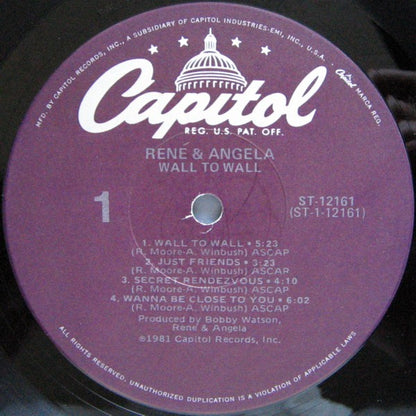 MFD. BY CAPITOL RECORDS, INC., A SUBSIDIARY OF CAPITOL INDUSTRIES-EMI, INC., U.S.A.
Capitol
MARCA REG.
Capitol
REG. U.S. PAT. OFF.
RENE & ANGELA
WALL TO WALL
1
ST-12161
(ST-1-12161)
1. WALL TO WALL • 5:23
(R. Moore-A. Winbush) ASCAP
2. JUST FRIENDS • 3:23
(R. Moore-A. Winbush) ASCAP
3. SECRET RENDEZVOUS • 4:10
(R. Moore-A. Winbush) ASCAP
4. WANNA BE CLOSE TO YOU • 6:02
(R. Moore-A. Winbush) ASCAP
Produced by Bobby Watson,
Rene & Angela
℗1981 Capitol Records, Inc.
ALL RIGHTS RESERVED. UNAUTHORIZED DUPLICATION IS A VIOLATION OF APPLICABLE LAWS